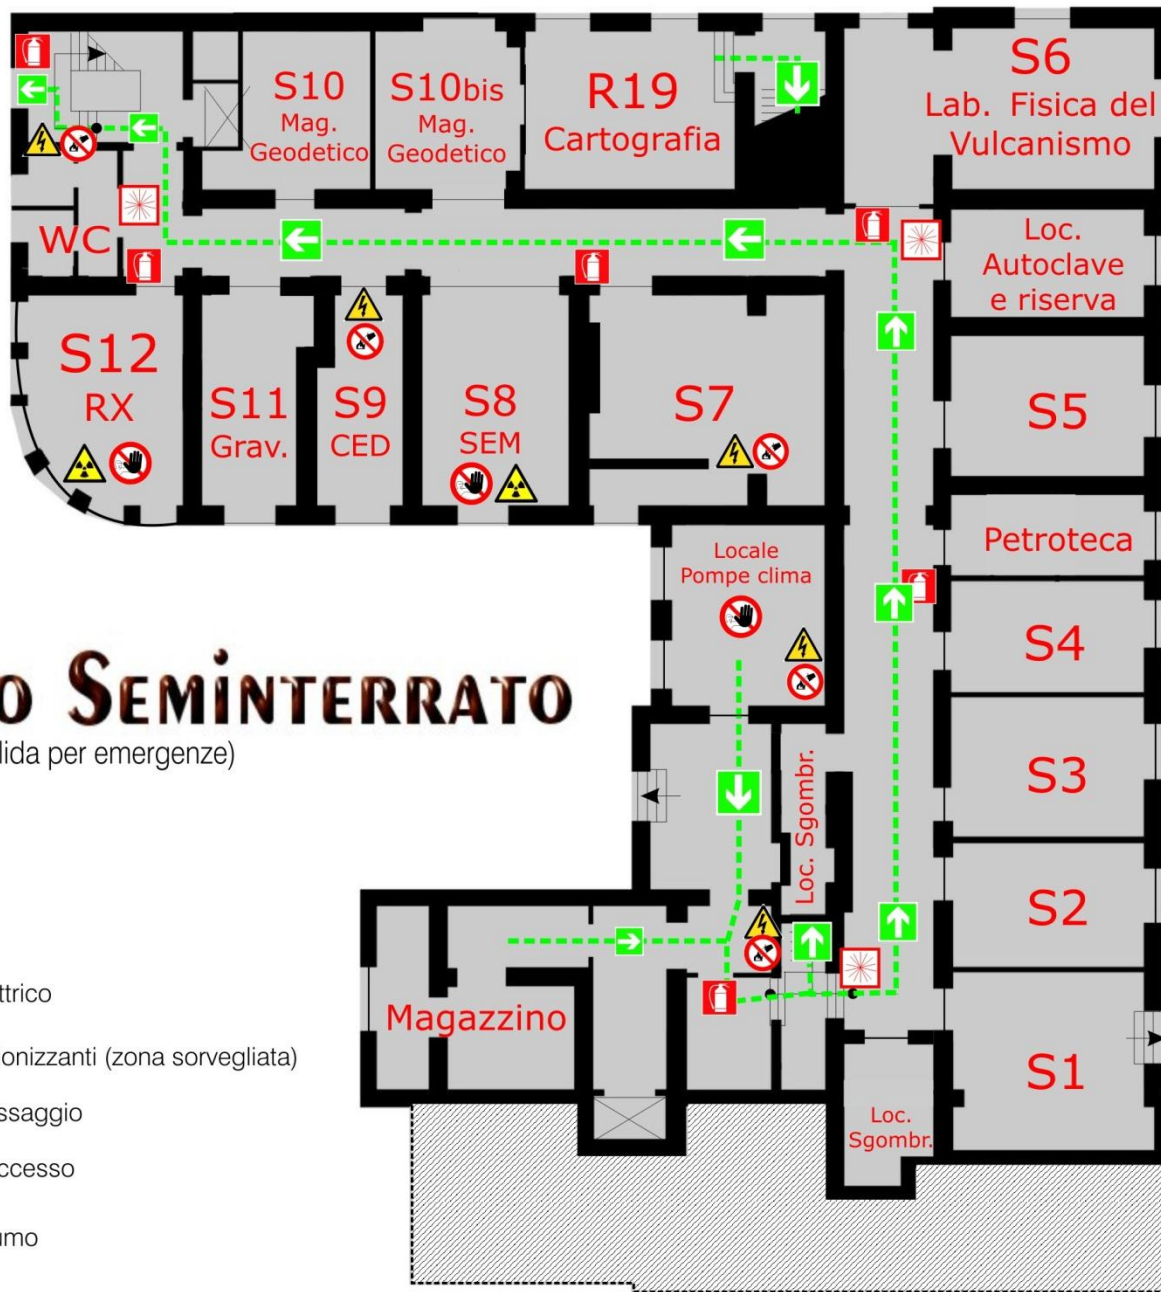 S10
Mag.
Geodetico
S10bis
Mag.
Geodetico
R19
Cartografia
S6
Lab. Fisica del
Vulcanismo
WC
Loc.
Autoclave
e riserva
S12
RX
S11
Grav.
S9
CED
S8
SEM
S7
S5
Petroteca
Locale
Pompe clima
S4
O SEMINTERRATO
lida per emergenze)
Loc. Sgombr.
S3
S2
Magazzino
S1
Loc.
Sgombr.
ttrico
onizzanti (zona sorvegliata)
ssaggio
ccesso
umo